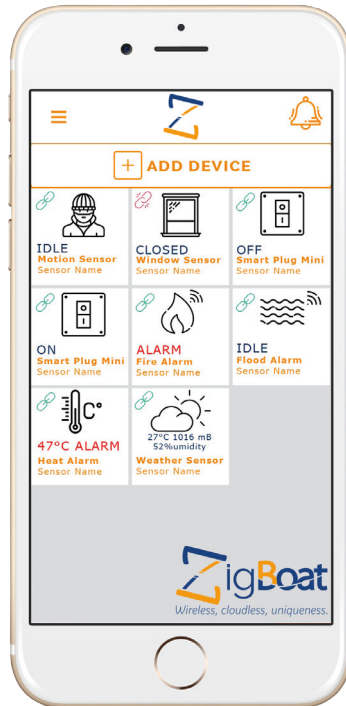 Z
+ ADD DEVICE
IDLE
Motion Sensor
Sensor Name
CLOSED
Window Sensor
Sensor Name
OFF
Smart Plug Mini
Sensor Name
ON
Smart Plug Mini
Sensor Name
ALARM
Fire Alarm
Sensor Name
IDLE
Flood Alarm
Sensor Name
C°
47°C ALARM
Heat Alarm
Sensor Name
27°C 1016 mB
52%umidity
Weather Sensor
Sensor Name
ZigBoat
Wireless, cloudless, uniqueness.